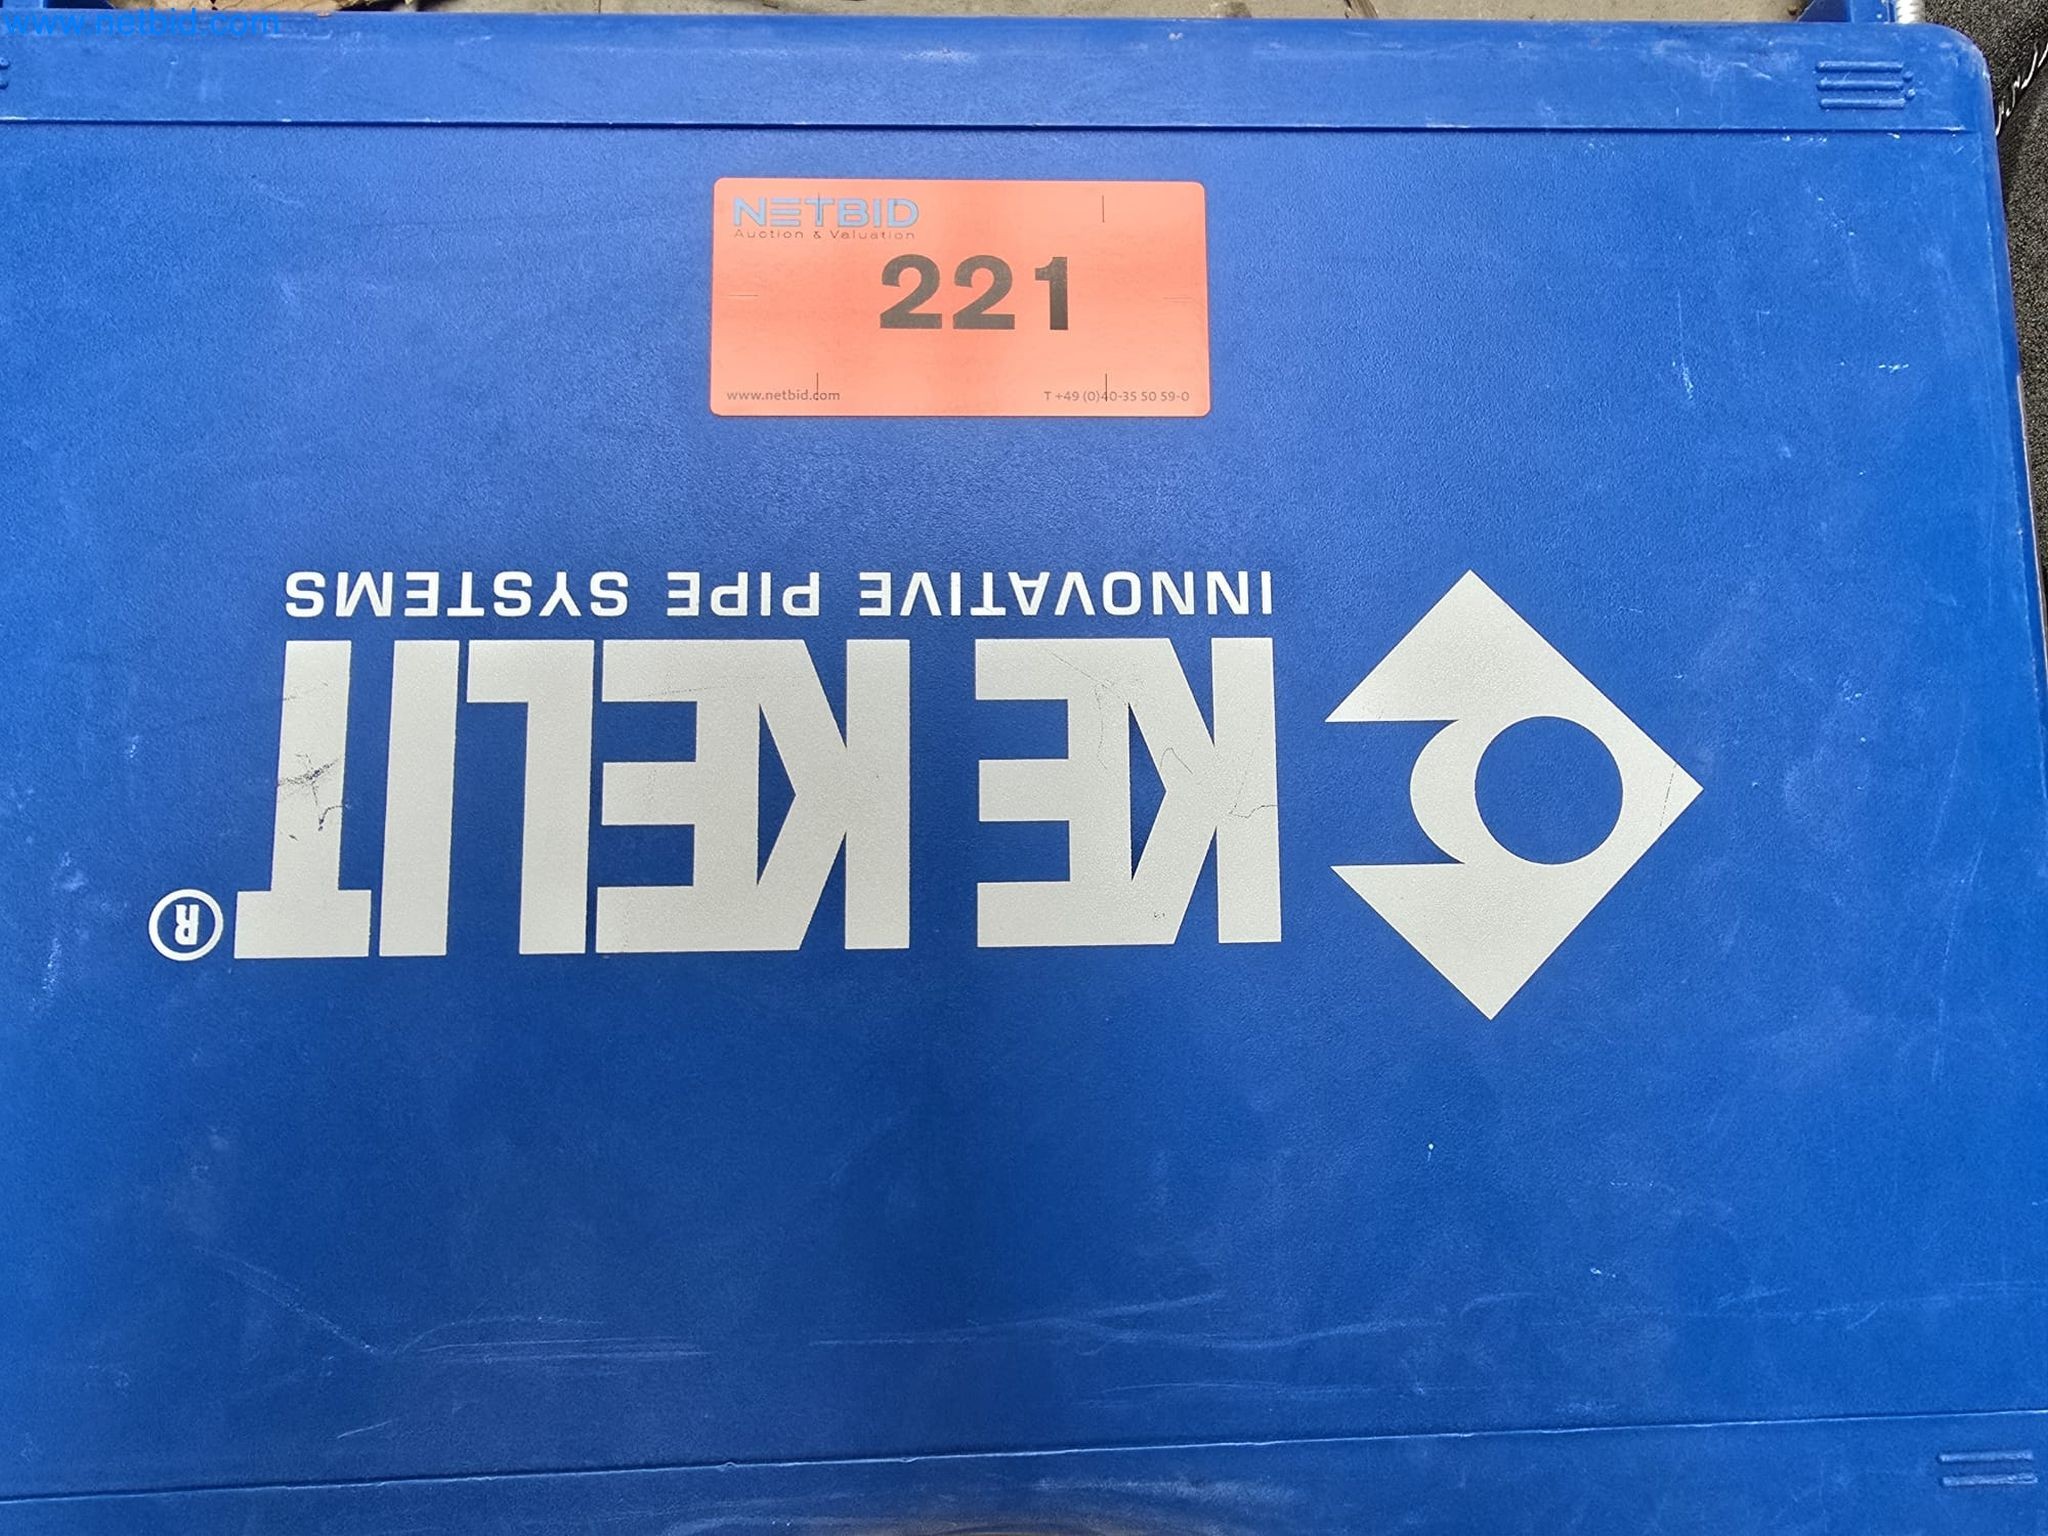 www.netbid.com
NETBID
Auction & Valuation
221
www.netbid.com
T +49 (0)40-35 50 59-0
KE KELIT®
INNOVATIVE PIPE SYSTEMS